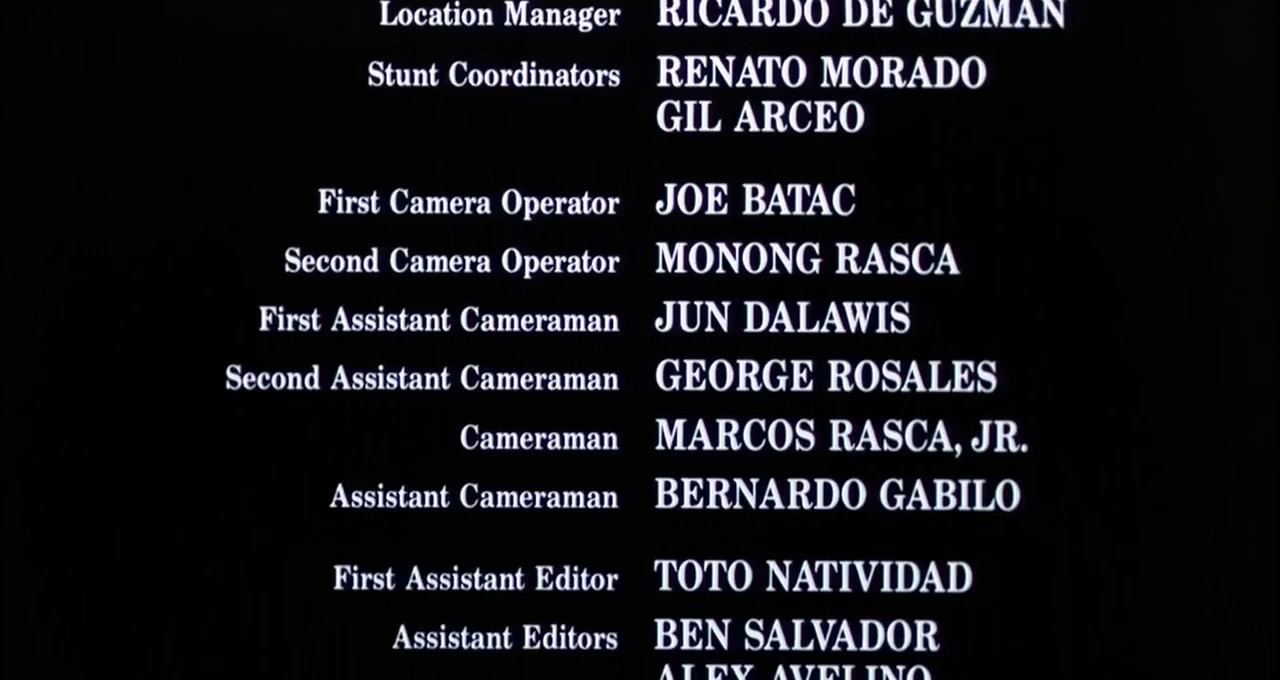 Location Manager RICARDO DE GUZMAN
Stunt Coordinators RENATO MORADO
GIL ARCEO
First Camera Operator JOE BATAC
Second Camera Operator MONONG RASCA
First Assistant Cameraman JUN DALAWIS
Second Assistant Cameraman GEORGE ROSALES
Cameraman MARCOS RASCA, JR.
Assistant Cameraman BERNARDO GABILO
First Assistant Editor TOTO NATIVIDAD
Assistant Editors BEN SALVADOR
ALEX AVELINO